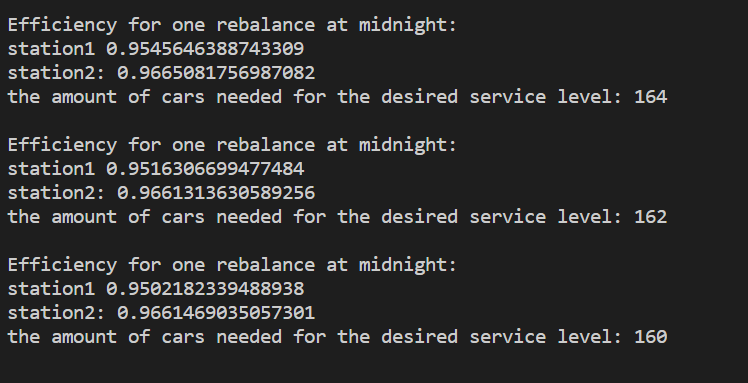 Efficiency for one rebalance at midnight:
station1 0.9545646388743309
station2: 0.9665081756987082
the amount of cars needed for the desired service level: 164
Efficiency for one rebalance at midnight:
station1 0.9516306699477484
station2: 0.9661313630589256
the amount of cars needed for the desired service level: 162
Efficiency for one rebalance at midnight:
station1 0.9502182339488938
station2: 0.9661469035057301
the amount of cars needed for the desired service level: 160